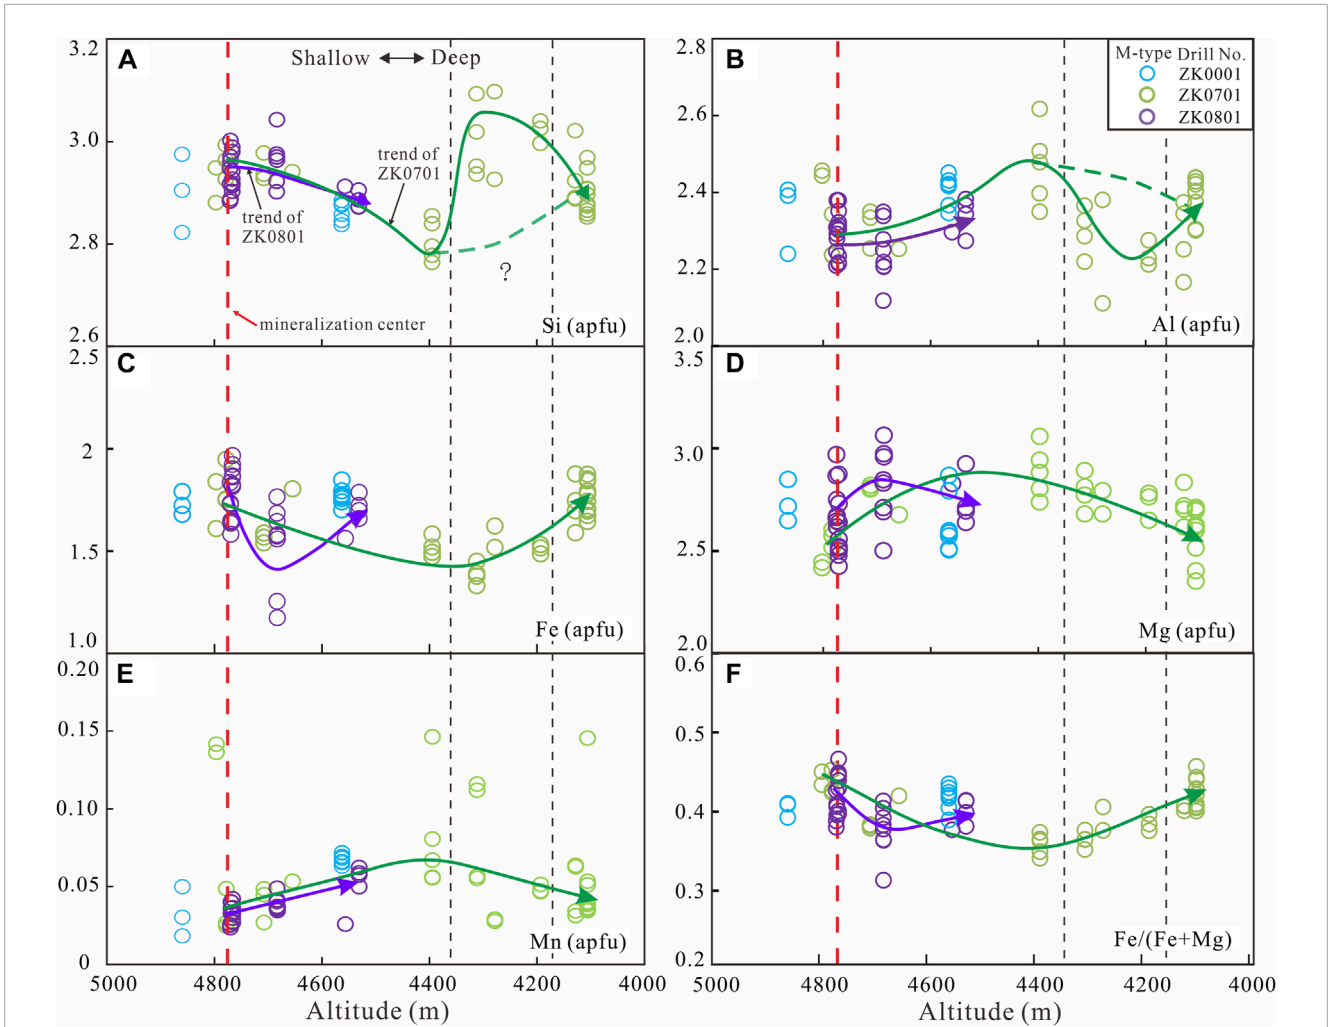 A
Shallow
Deep
3.2
3.0
2.8
2.6
trend of
ZK0701
trend of
ZK0801
?
mineralization center
Si (apfu)
B
M-type Drill No.
ZK0001
ZK0701
ZK0801
2.8
2.6
2.4
2.2
2.0
Al (apfu)
C
2.5
2
1.5
1.0
Fe (apfu)
D
3.5
3.0
2.5
2.0
Mg (apfu)
E
0.20
0.15
0.10
0.05
0
Mn (apfu)
5000
4800
4600
4400
4200
4000
Altitude (m)
F
0.6
0.5
0.4
0.3
0.2
Fe/(Fe+Mg)
4800
4600
4400
4200
4000
Altitude (m)